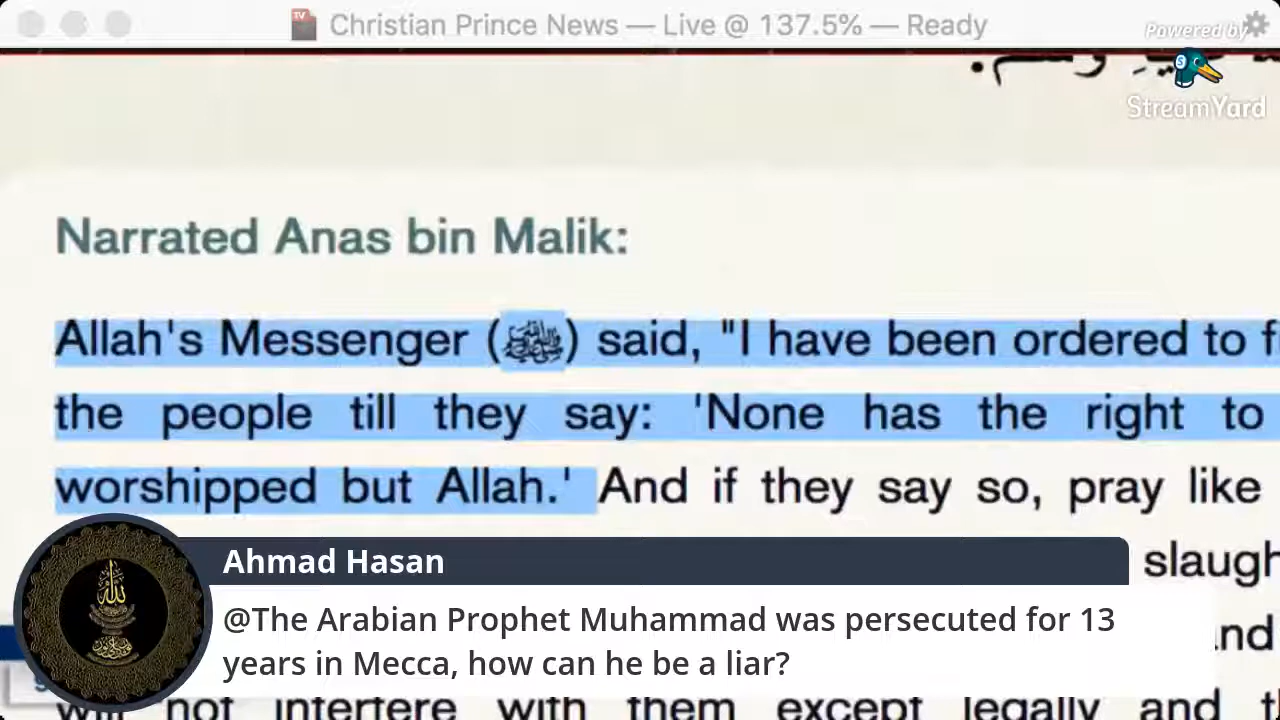 Christian Prince News — Live @ 137.5% — Ready
Powered by
StreamYard
Narrated Anas bin Malik:
Allah's Messenger (ﷺ) said, "I have been ordered to
the people till they say: 'None has the right to
worshipped but Allah.' And if they say so, pray like
Ahmad Hasan
@The Arabian Prophet Muhammad was persecuted for 13
years in Mecca, how can he be a liar?
will not interfere with them except legally and